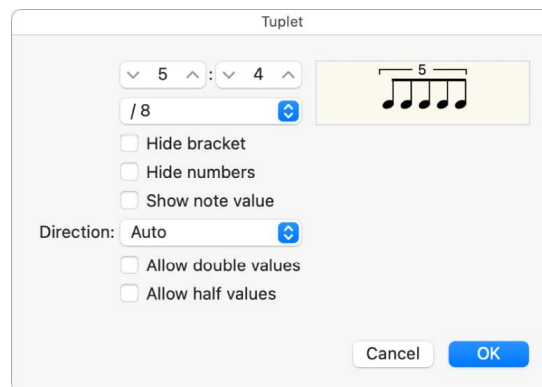 Tuplet
5 : 4
5
/ 8
Hide bracket
Hide numbers
Show note value
Direction: Auto
Allow double values
Allow half values
Cancel OK